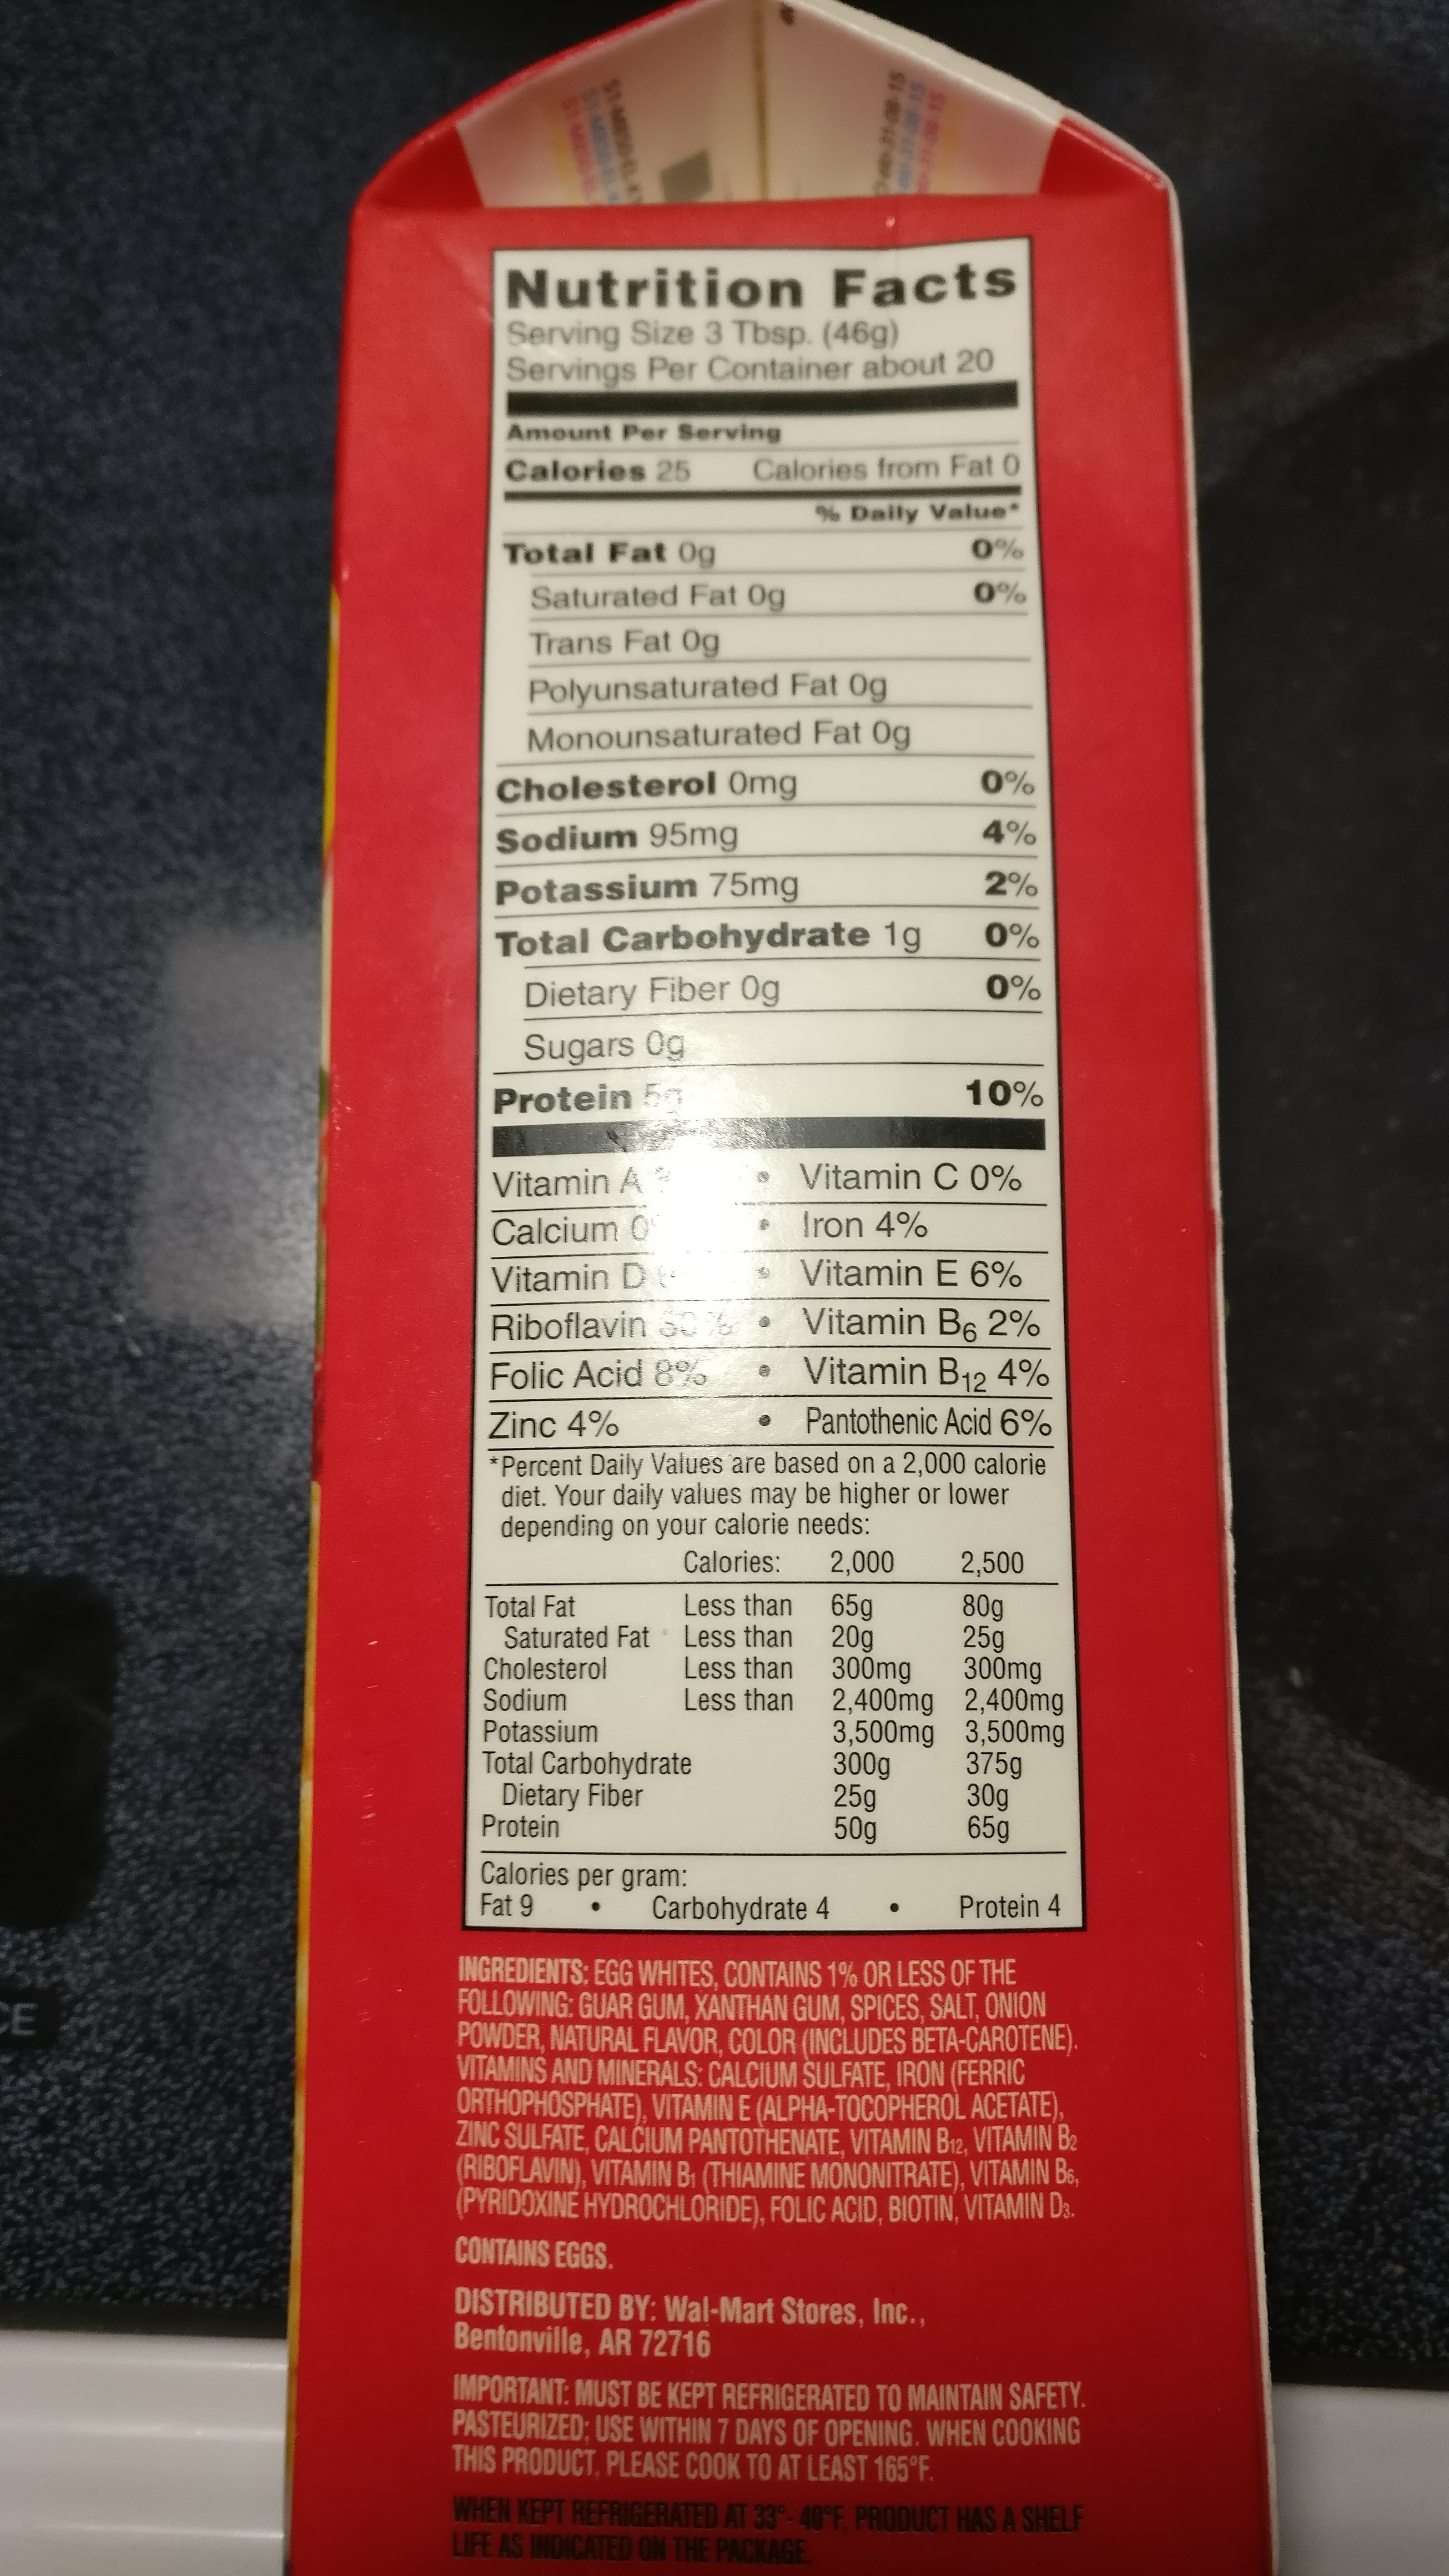 Nutrition Facts
Serving Size 3 Tbsp. (46g)
Servings Per Container about 20
Amount Per Serving
Calories 25 Calories from Fat 0
% Daily Value*
Total Fat 0g 0%
Saturated Fat 0g 0%
Trans Fat 0g
Polyunsaturated Fat 0g
Monounsaturated Fat 0g
Cholesterol 0mg 0%
Sodium 95mg 4%
Potassium 75mg 2%
Total Carbohydrate 1g 0%
Dietary Fiber 0g 0%
Sugars 0g
Protein 5g 10%
Vitamin A • Vitamin C 0%
Calcium • Iron 4%
Vitamin D • Vitamin E 6%
Riboflavin • Vitamin B6 2%
Folic Acid 8% • Vitamin B12 4%
Zinc 4% • Pantothenic Acid 6%
*Percent Daily Values are based on a 2,000 calorie
diet. Your daily values may be higher or lower
depending on your calorie needs:
Calories: 2,000 2,500
Total Fat Less than 65g 80g
Saturated Fat Less than 20g 25g
Cholesterol Less than 300mg 300mg
Sodium Less than 2,400mg 2,400mg
Potassium 3,500mg 3,500mg
Total Carbohydrate 300g 375g
Dietary Fiber 25g 30g
Protein 50g 65g
Calories per gram:
Fat 9 • Carbohydrate 4 • Protein 4
INGREDIENTS: EGG WHITES, CONTAINS 1% OR LESS OF THE
FOLLOWING: GUAR GUM, XANTHAN GUM, SPICES, SALT, ONION
POWDER, NATURAL FLAVOR, COLOR (INCLUDES BETA-CAROTENE).
VITAMINS AND MINERALS: CALCIUM SULFATE, IRON (FERRIC
ORTHOPHOSPHATE), VITAMIN E (ALPHA-TOCOPHEROL ACETATE),
ZINC SULFATE, CALCIUM PANTOTHENATE, VITAMIN B12, VITAMIN B2
(RIBOFLAVIN), VITAMIN B1 (THIAMINE MONONITRATE), VITAMIN B6,
(PYRIDOXINE HYDROCHLORIDE), FOLIC ACID, BIOTIN, VITAMIN D3.
CONTAINS EGGS.
DISTRIBUTED BY: Wal-Mart Stores, Inc.,
Bentonville, AR 72716
IMPORTANT: MUST BE KEPT REFRIGERATED TO MAINTAIN SAFETY.
PASTEURIZED; USE WITHIN 7 DAYS OF OPENING. WHEN COOKING
THIS PRODUCT, PLEASE COOK TO AT LEAST 165°F.
WHEN KEPT REFRIGERATED AT 33°- 40°F, PRODUCT HAS A SHELF
LIFE AS INDICATED ON THE PACKAGE.
CE